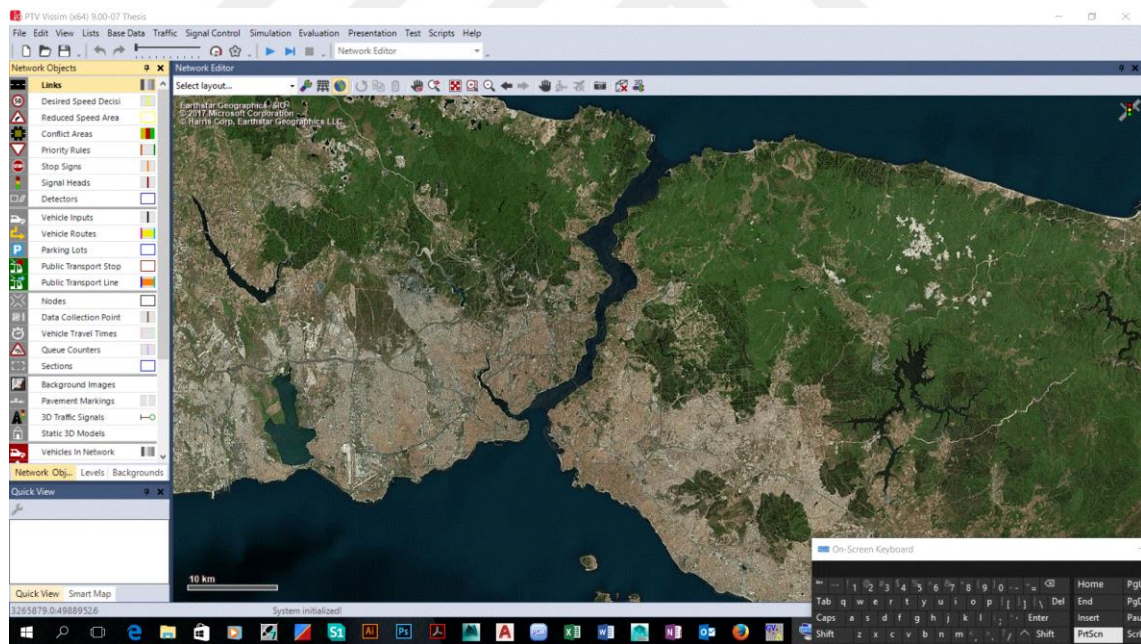 PTV Vissim (x64) 9.00-07 Thesis
File Edit View Lists Base Data Traffic Signal Control Simulation Evaluation Presentation Test Scripts Help
Network Editor
Network Objects
Network Editor
Links
Select layout...
Desired Speed Decisi
Reduced Speed Area
Conflict Areas
Priority Rules
Stop Signs
Signal Heads
Detectors
Vehicle Inputs
Vehicle Routes
Parking Lots
Public Transport Stop
Public Transport Line
Nodes
Data Collection Point
Vehicle Travel Times
Queue Counters
Sections
Background Images
Pavement Markings
3D Traffic Signals
Static 3D Models
Vehicles In Network
Network Obj... Levels Backgrounds
Quick View
Quick View Smart Map
Earthstar Geographics SIO
© 2017 Microsoft Corporation
© Harris Corp, Earthstar Geographics LLC
10 km
3265879.0:4988952.6 System initialized!
On-Screen Keyboard
Home
Tab q w e r t y u i o p [ ] \ Del End
Caps a s d f g h j k l ; ' Enter Insert
Shift z x c v b n m , . / Shift PrtScn